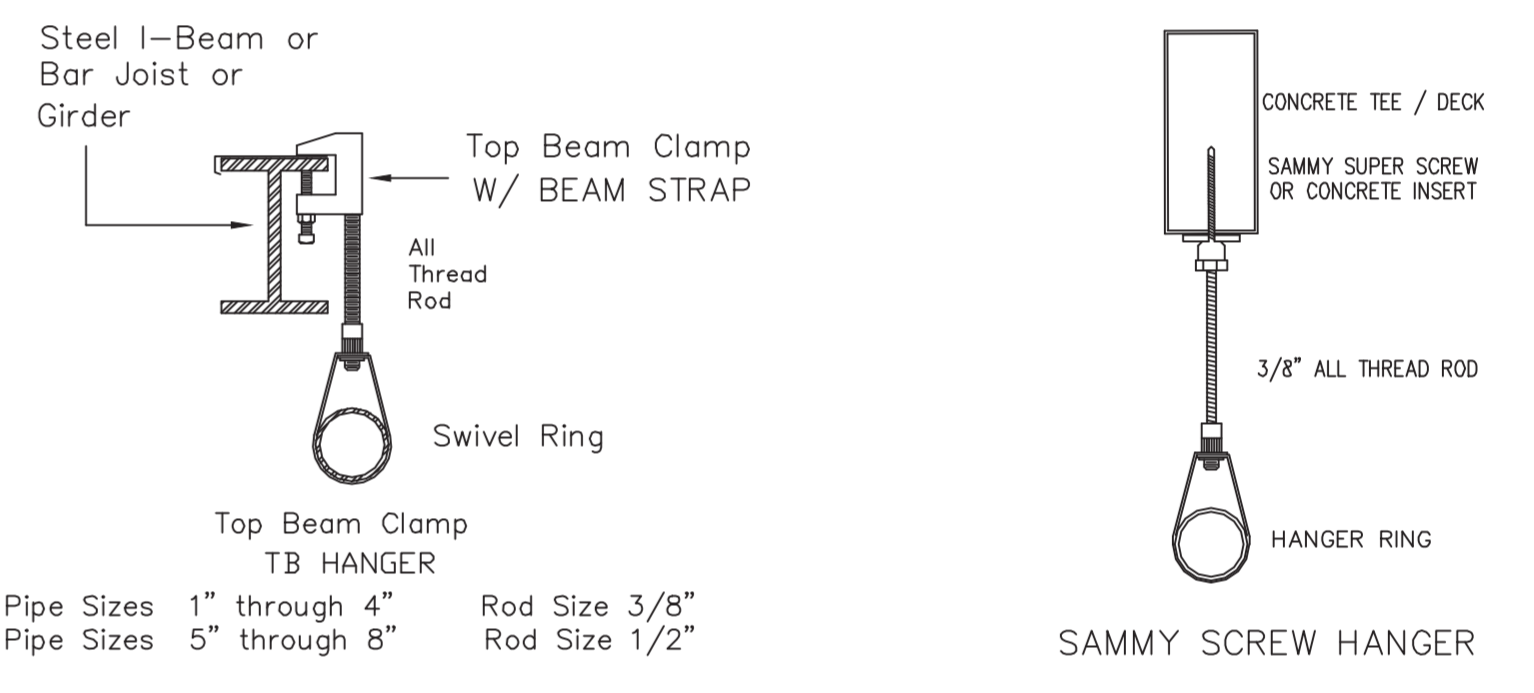 Steel I-Beam or
Bar Joist or
Girder
Top Beam Clamp
W/ BEAM STRAP
All
Thread
Rod
Swivel Ring
Top Beam Clamp
TB HANGER
Pipe Sizes 1” through 4” Rod Size 3/8”
Pipe Sizes 5” through 8” Rod Size 1/2”
CONCRETE TEE / DECK
SAMMY SUPER SCREW
OR CONCRETE INSERT
3/8” ALL THREAD ROD
HANGER RING
SAMMY SCREW HANGER